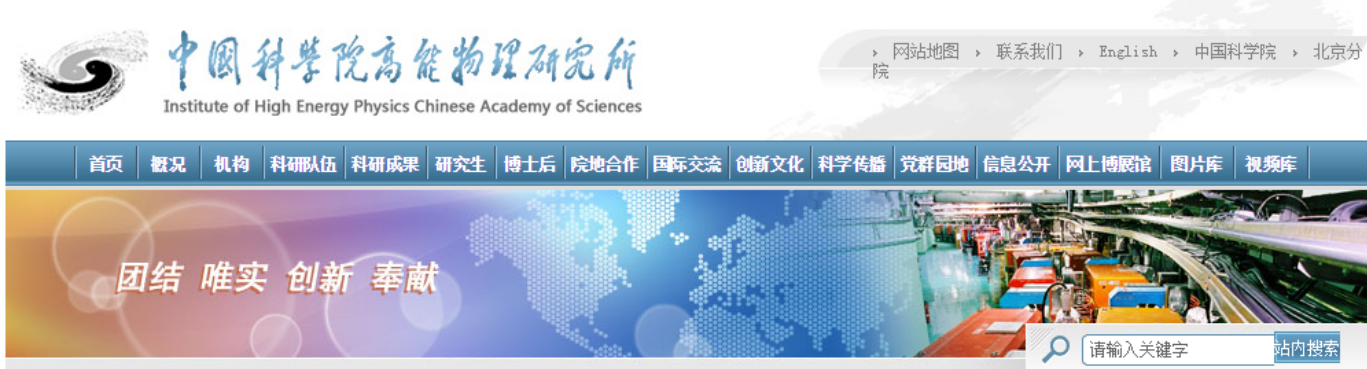 中國科学院高能物理研究所
Institute of High Energy Physics Chinese Academy of Sciences
› 网站地图 › 联系我们 › English › 中国科学院 › 北京分
院
首页 概况 机构 科研队伍 科研成果 研究生 博士后 院地合作 国际交流 创新文化 科学传播 党群园地 信息公开 网上博展馆 图片库 视频库
团结 唯实 创新 奉献
请输入关键字 站内搜索